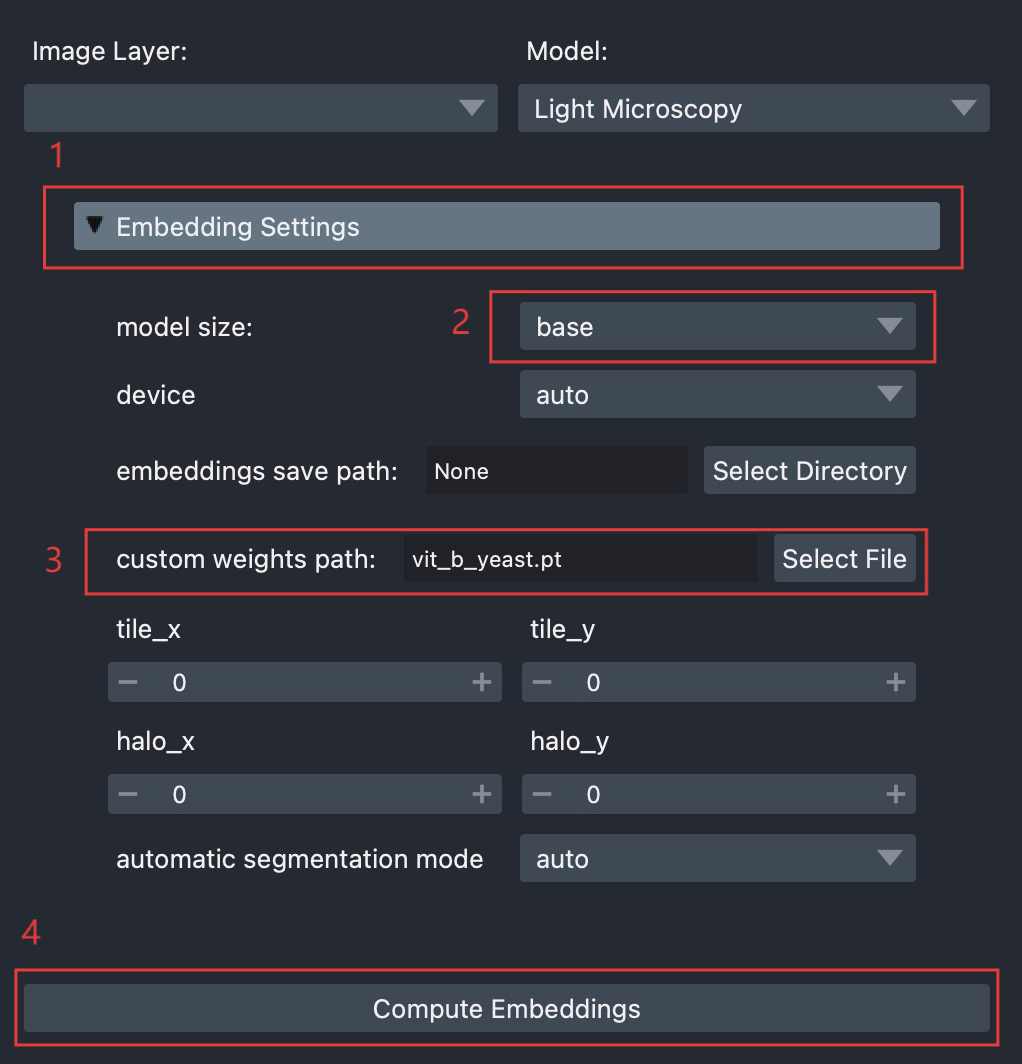 Image Layer: Model:
Light Microscopy
1
Embedding Settings
model size: 2 base
device auto
embeddings save path: None Select Directory
3 custom weights path: vit_b_yeast.pt Select File
tile_x tile_y
− 0 + − 0 +
halo_x halo_y
− 0 + − 0 +
automatic segmentation mode auto
4
Compute Embeddings